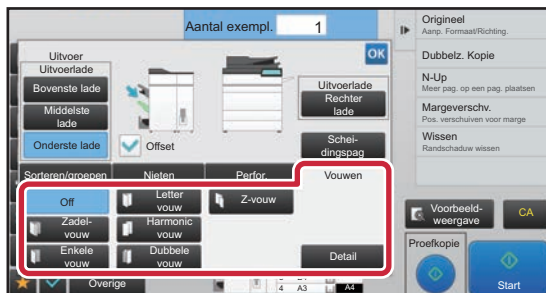 Aantal exempl. 1
Uitvoer
Uitvoerlade
Bovenste lade
Middelste
lade
Onderste lade
Offset
OK
Uitvoerlade
Rechter
lade
Schei-
dingspag
Sorteren/groepen
Nieten
Perfor.
Vouwen
Off
Letter
vouw
Z-vouw
Zadel-
vouw
Harmonic
vouw
Enkele
vouw
Dubbele
vouw
Detail
Overige
4 A3 A4
Origineel
Aanp. Formaat/Richting.
Dubbelz. Kopie
N-Up
Meer pag. op een pag. plaatsen
Margeverschv.
Pos. verschuiven voor marge
Wissen
Randschaduw wissen
Voorbeeld-
weergave
CA
Proefkopie
Start